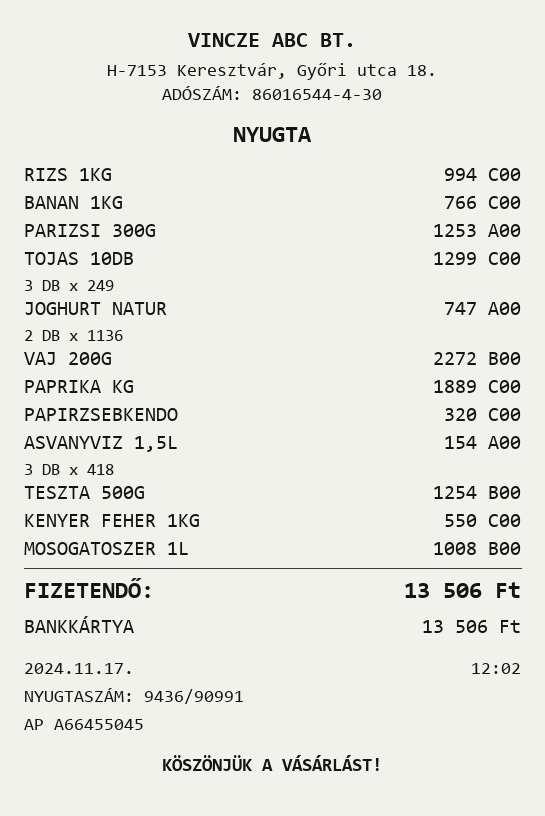 VINCZE ABC BT.
H-7153 Keresztvár, Győri utca 18.
ADÓSZÁM: 86016544-4-30
NYUGTA
RIZS 1KG 994 C00
BANAN 1KG 766 C00
PARIZSI 300G 1253 A00
TOJAS 10DB 1299 C00
3 DB x 249
JOGHURT NATUR 747 A00
2 DB x 1136
VAJ 200G 2272 B00
PAPRIKA KG 1889 C00
PAPIRZSEBKENDO 320 C00
ASVANYVIZ 1,5L 154 A00
3 DB x 418
TESZTA 500G 1254 B00
KENYER FEHER 1KG 550 C00
MOSOGATOSZER 1L 1008 B00
FIZETENDŐ: 13 506 Ft
BANKKÁRTYA 13 506 Ft
2024.11.17. 12:02
NYUGTASZÁM: 9436/90991
AP A66455045
KÖSZÖNJÜK A VÁSÁRLÁST!